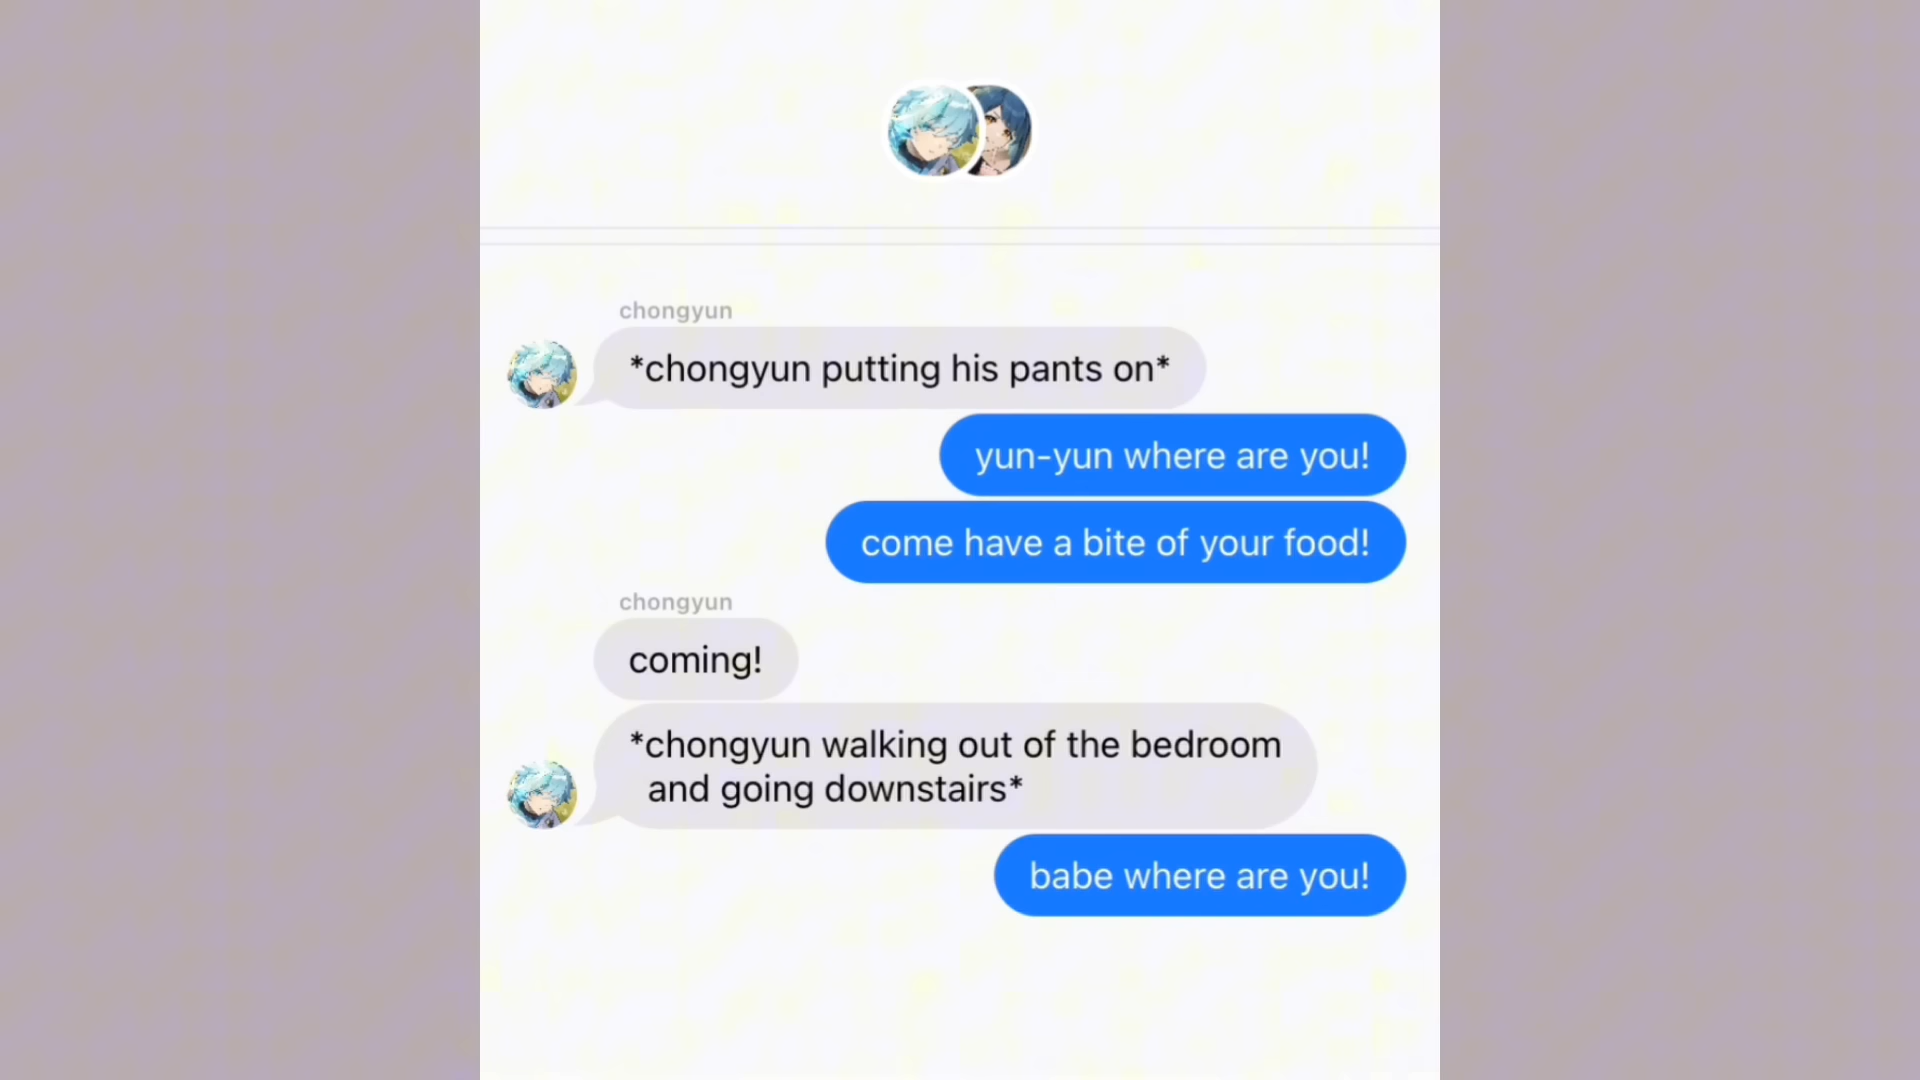 chongyun
*chongyun putting his pants on*
yun-yun where are you!
come have a bite of your food!
chongyun
coming!
*chongyun walking out of the bedroom
and going downstairs*
babe where are you!